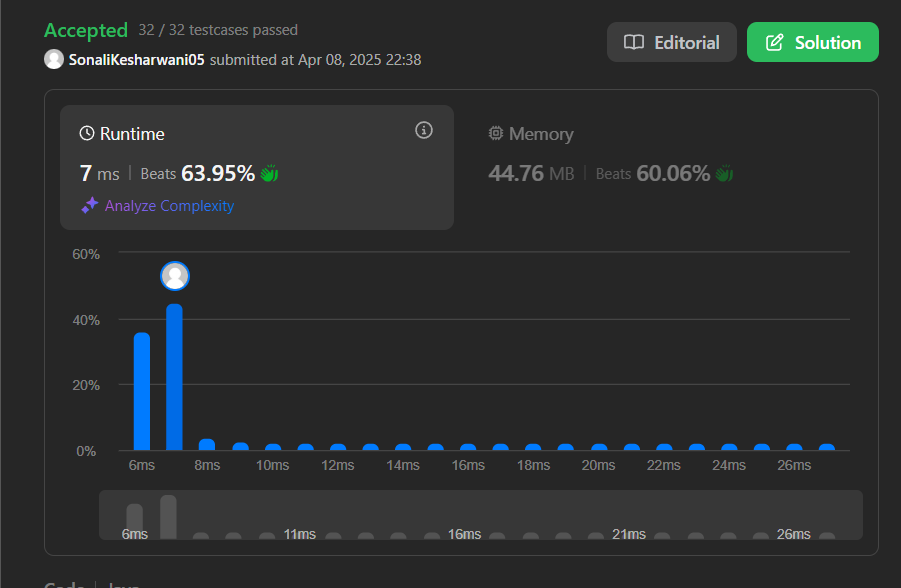 Accepted 32 / 32 testcases passed
SonaliKesharwani05 submitted at Apr 08, 2025 22:38
Editorial
Solution
Runtime
7 ms | Beats 63.95%
Analyze Complexity
Memory
44.76 MB | Beats 60.06%
60%
40%
20%
0%
6ms 8ms 10ms 12ms 14ms 16ms 18ms 20ms 22ms 24ms 26ms
6ms 11ms 16ms 21ms 26ms
Code | Java